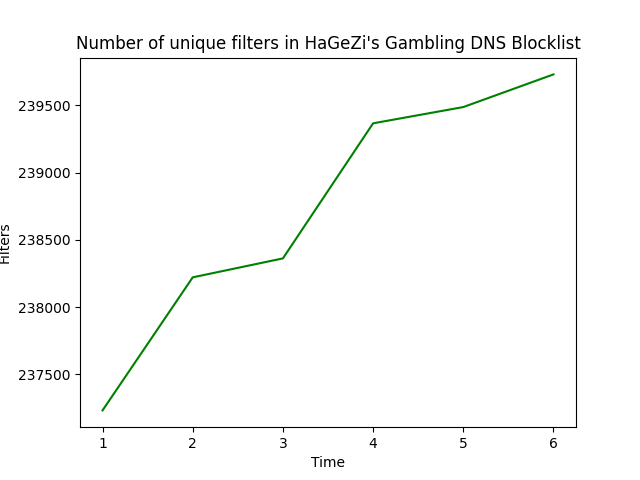 Number of unique filters in HaGeZi's Gambling DNS Blocklist
239500
239000
238500
238000
237500
Filters
1 2 3 4 5 6
Time